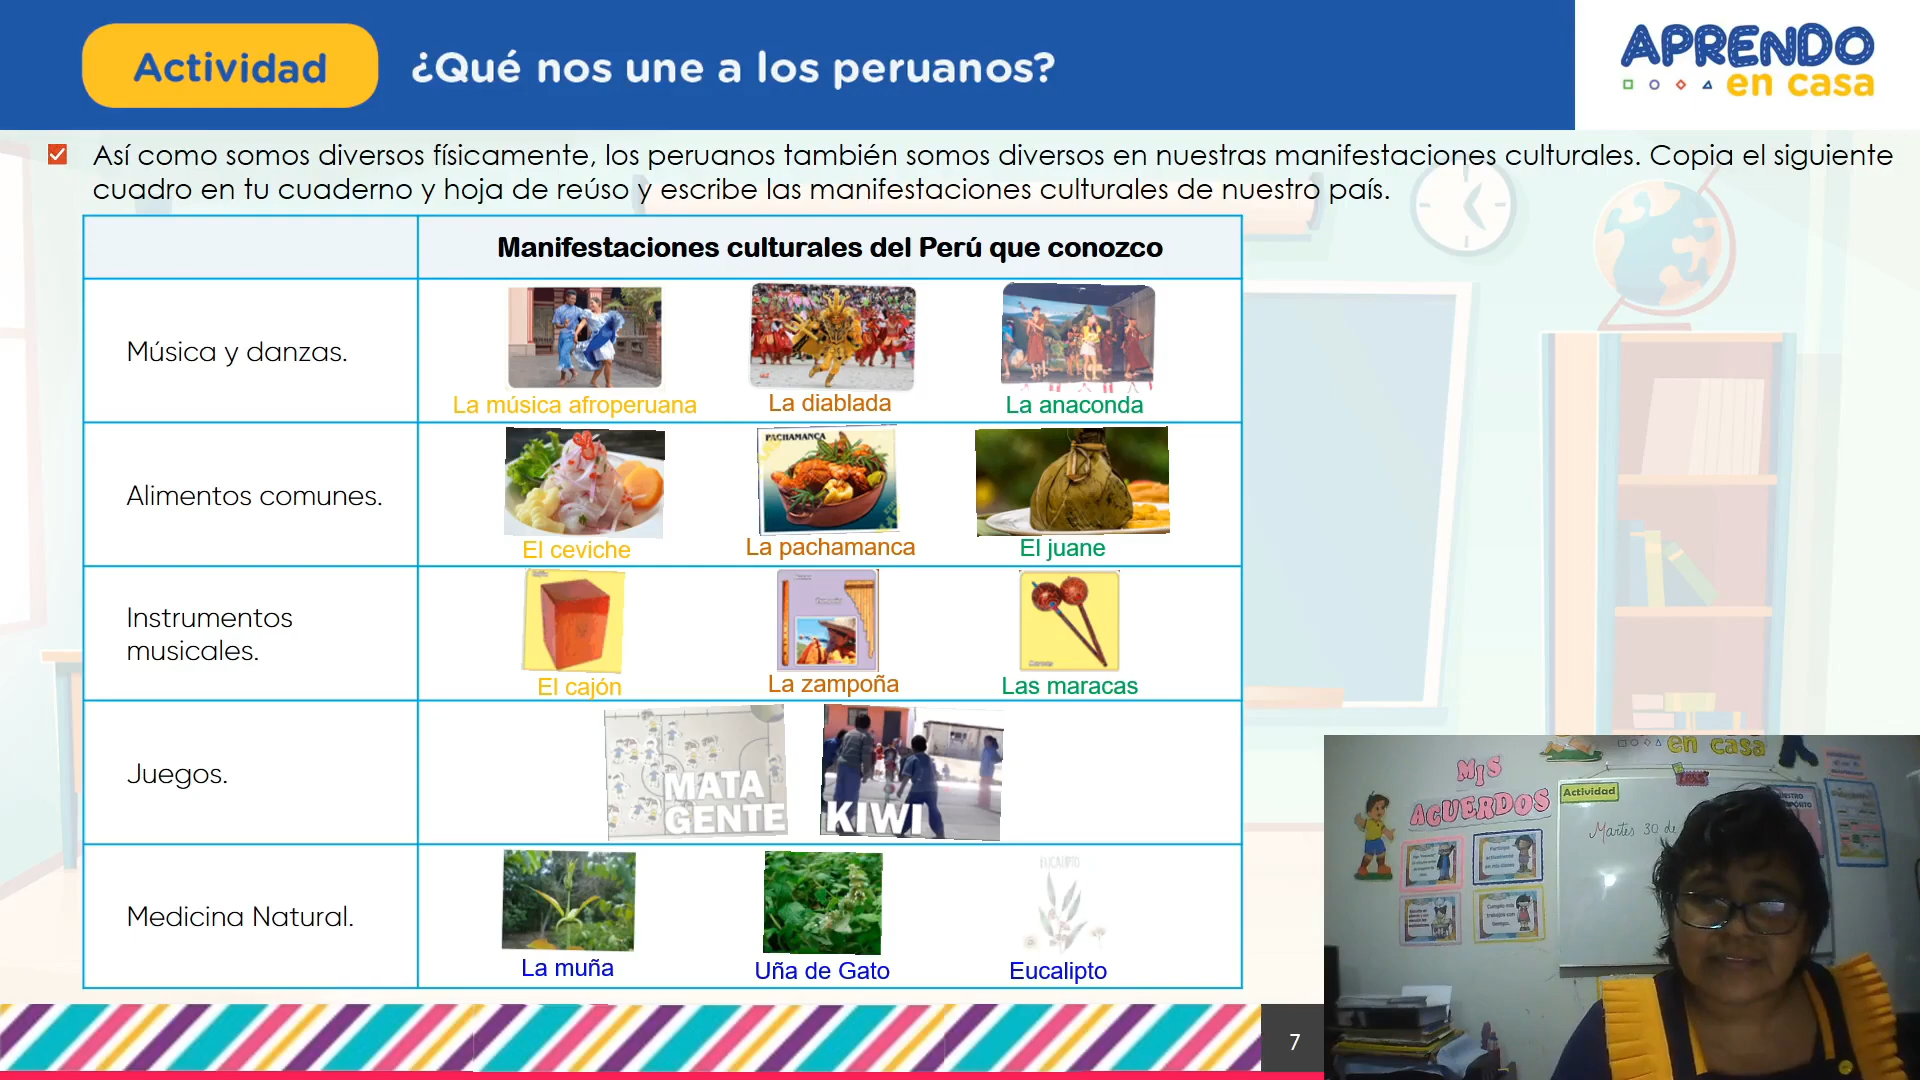 Actividad
¿Qué nos une a los peruanos?
APRENDO
en casa
Así como somos diversos físicamente, los peruanos también somos diversos en nuestras manifestaciones culturales. Copia el siguiente
cuadro en tu cuaderno y hoja de reúso y escribe las manifestaciones culturales de nuestro país.
Manifestaciones culturales del Perú que conozco
Música y danzas.
La música afroperuana
La diablada
La anaconda
Alimentos comunes.
PACHAMANCA
El ceviche
La pachamanca
El juane
Instrumentos
musicales.
El cajón
La zampoña
Las maracas
Juegos.
MATA
GENTE
KIWI
Medicina Natural.
EUCALIPTO
La muña
Uña de Gato
Eucalipto
7
en casa
MIS
ACUERDOS
Actividad
Martes 30 de